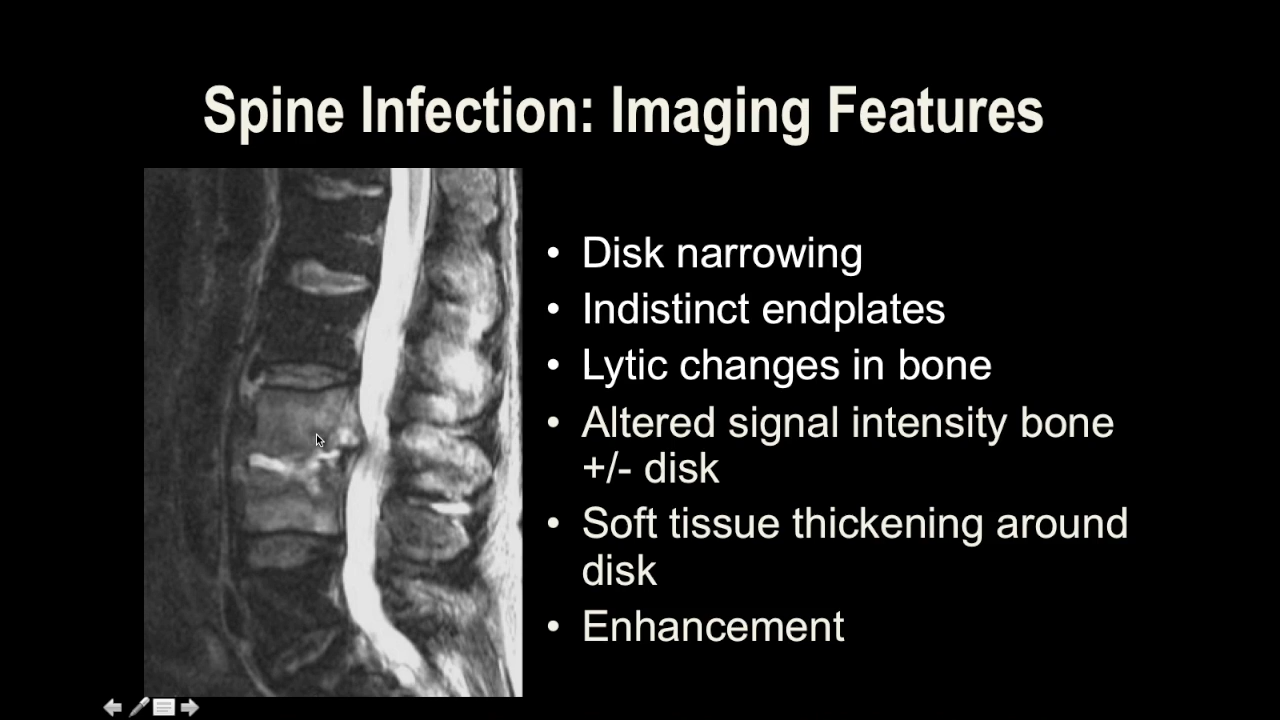 Spine Infection: Imaging Features
• Disk narrowing
• Indistinct endplates
• Lytic changes in bone
• Altered signal intensity bone
+/- disk
• Soft tissue thickening around
disk
• Enhancement